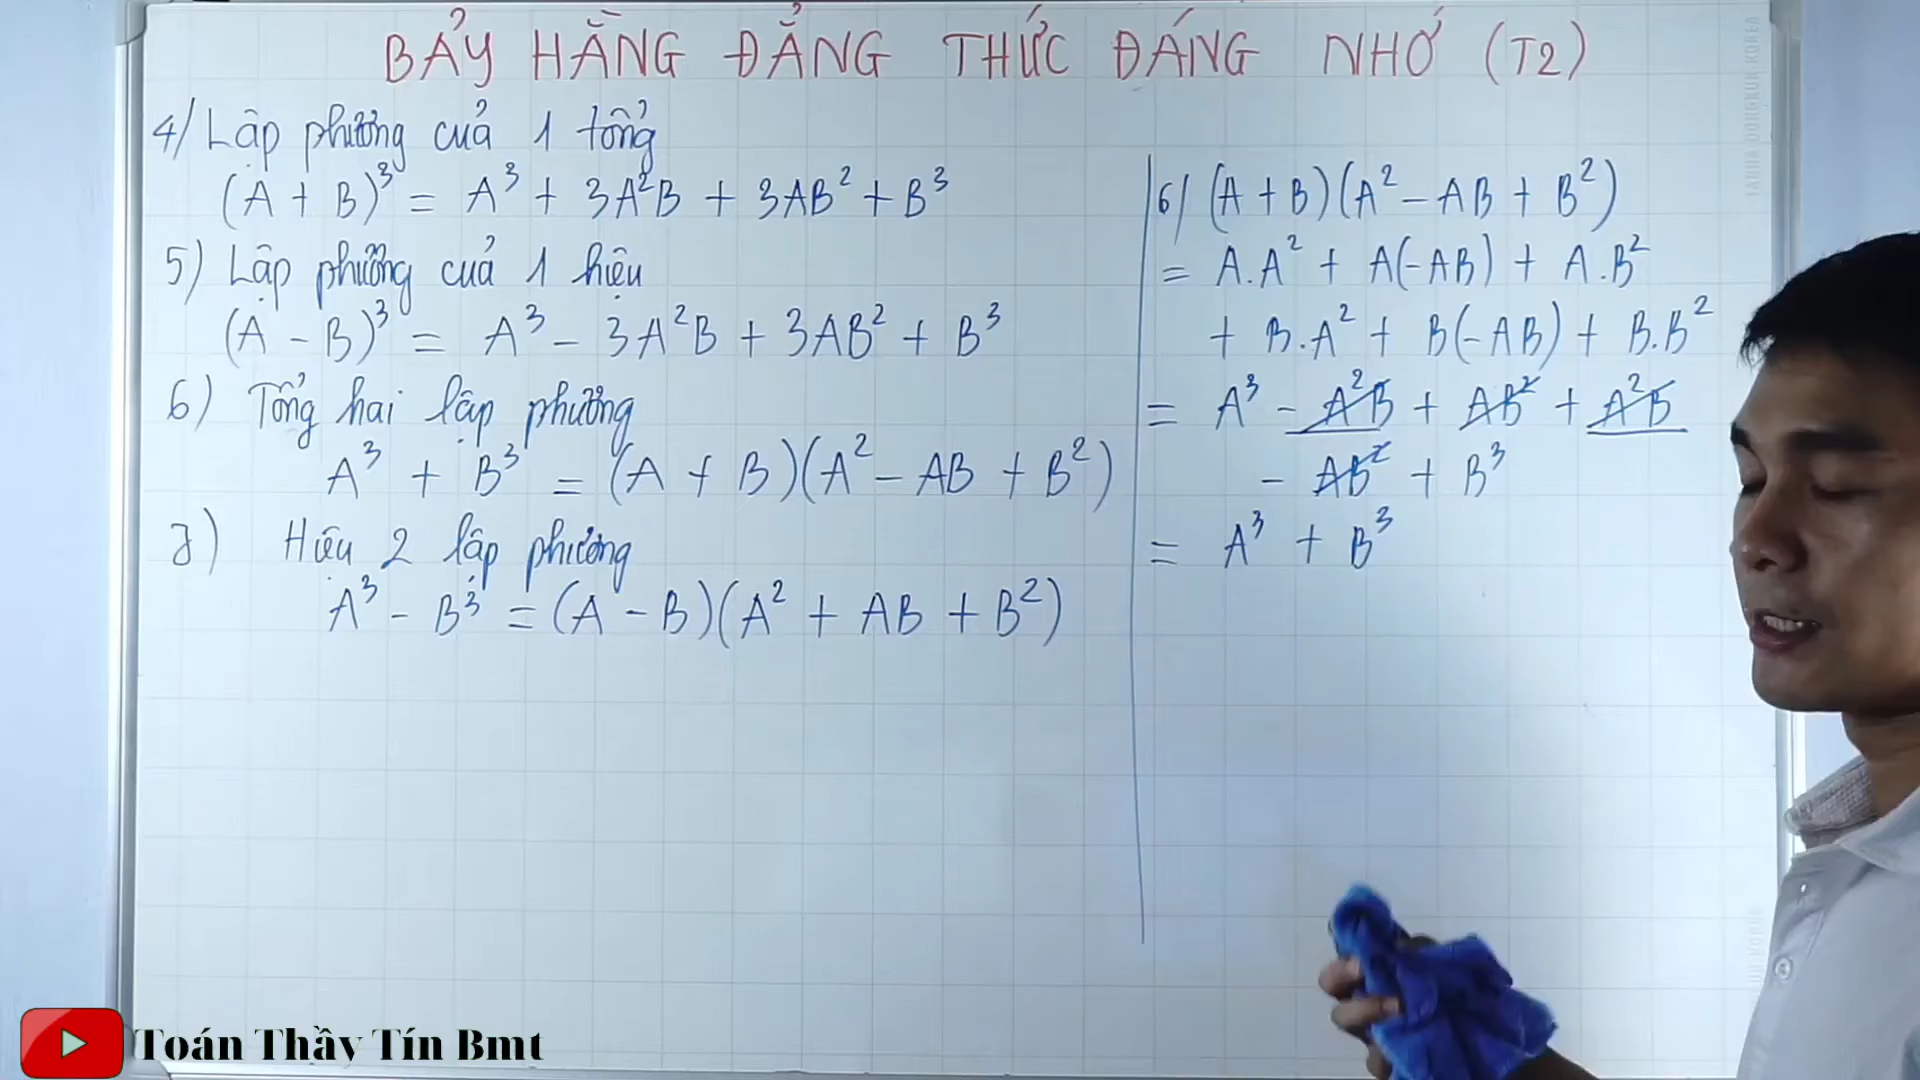 BẢY HẰNG ĐẲNG THỨC ĐÁNG NHỚ (T2)
4/ Lập phương của 1 tổng
(A + B)³ = A³ + 3A²B + 3AB² + B³
5) Lập phương của 1 hiệu
(A - B)³ = A³ - 3A²B + 3AB² + B³
6) Tổng hai lập phương
A³ + B³ = (A + B)(A² - AB + B²)
7) Hiệu 2 lập phương
A³ - B³ = (A - B)(A² + AB + B²)
6/ (A + B)(A² - AB + B²)
= A.A² + A(-AB) + A.B²
+ B.A² + B(-AB) + B.B²
= A³ - A²B + AB² + A²B
- AB² + B³
= A³ + B³
Toán Thầy Tín Bmt